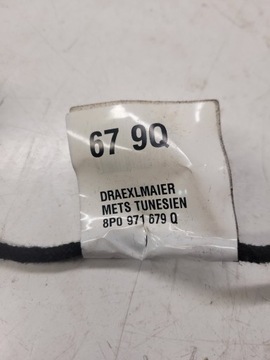 67 9Q
DRAEXLMAIER
METS TUNESIEN
8P0 971 679 Q